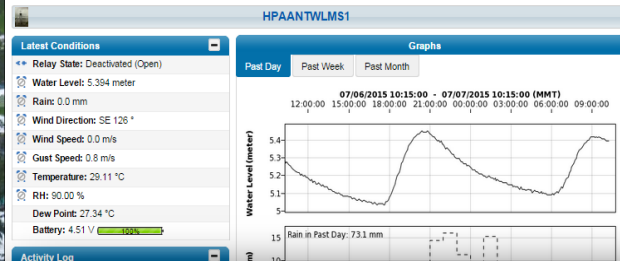 HPAANTWLMS1
Latest Conditions
Relay State: Deactivated (Open)
Water Level: 5.394 meter
Rain: 0.0 mm
Wind Direction: SE 126 °
Wind Speed: 0.0 m/s
Gust Speed: 0.8 m/s
Temperature: 29.11 °C
RH: 90.00 %
Dew Point: 27.34 °C
Battery: 4.51 V 100%
Activity Log
Graphs
Past Day Past Week Past Month
07/06/2015 10:15:00 - 07/07/2015 10:15:00 (MMT)
12:00:00 15:00:00 18:00:00 21:00:00 00:00:00 03:00:00 06:00:00 09:00:00
Water Level (meter)
5.4
5.3
5.2
5.1
5
Rain in Past Day: 73.1 mm
15
10